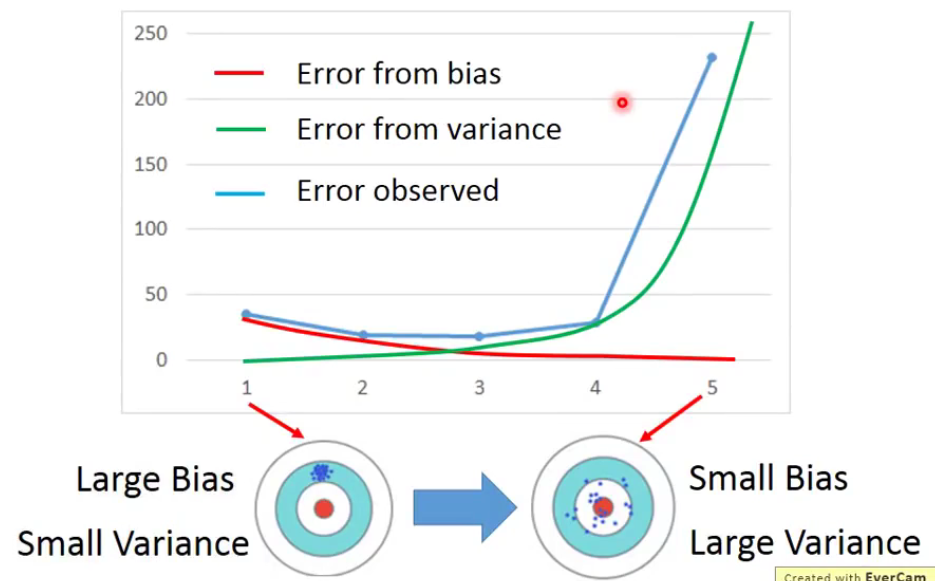 250
Error from bias
200
Error from variance
150
Error observed
100
50
0
1 2 3 4 5
Large Bias
Small Variance
Small Bias
Large Variance
Created with EverCam